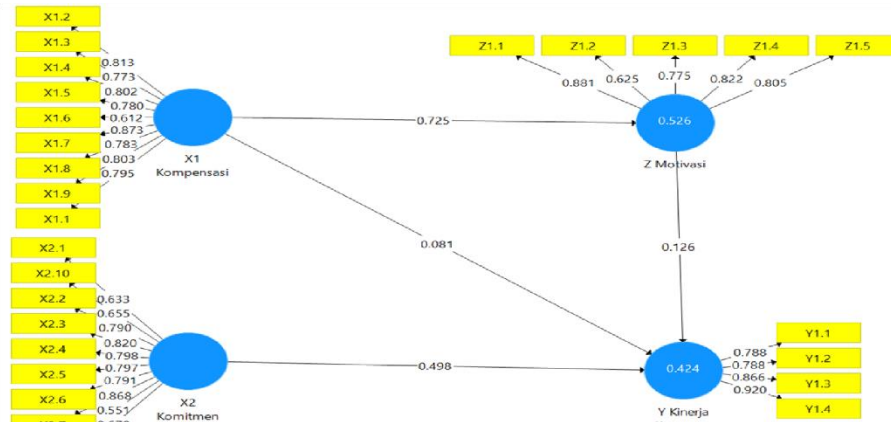 X1.2
X1.3
X1.4
X1.5
X1.6
X1.7
X1.8
X1.9
X1.1
0.813
0.773
0.802
0.780
0.612
0.873
0.783
0.803
0.795
X1
Kompensasi
0.725
0.081
Z1.1
Z1.2
Z1.3
Z1.4
Z1.5
0.881
0.625
0.775
0.822
0.805
0.526
Z Motivasi
0.126
X2.1
X2.10
X2.2
X2.3
X2.4
X2.5
X2.6
0.633
0.655
0.790
0.820
0.798
0.797
0.791
0.868
0.551
X2
Komitmen
0.498
0.424
Y Kinerja
0.788
0.788
0.866
0.920
Y1.1
Y1.2
Y1.3
Y1.4